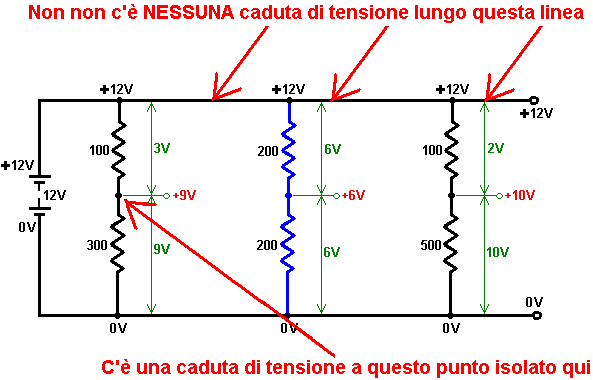 Non non c'è NESSUNA caduta di tensione lungo questa linea
+12V +12V +12V
+12V
100 3V 200 6V 100 2V
+12V
12V
+9V +6V +10V
0V
300 9V 200 6V 500 10V
0V
0V 0V 0V
C'è una caduta di tensione a questo punto isolato qui